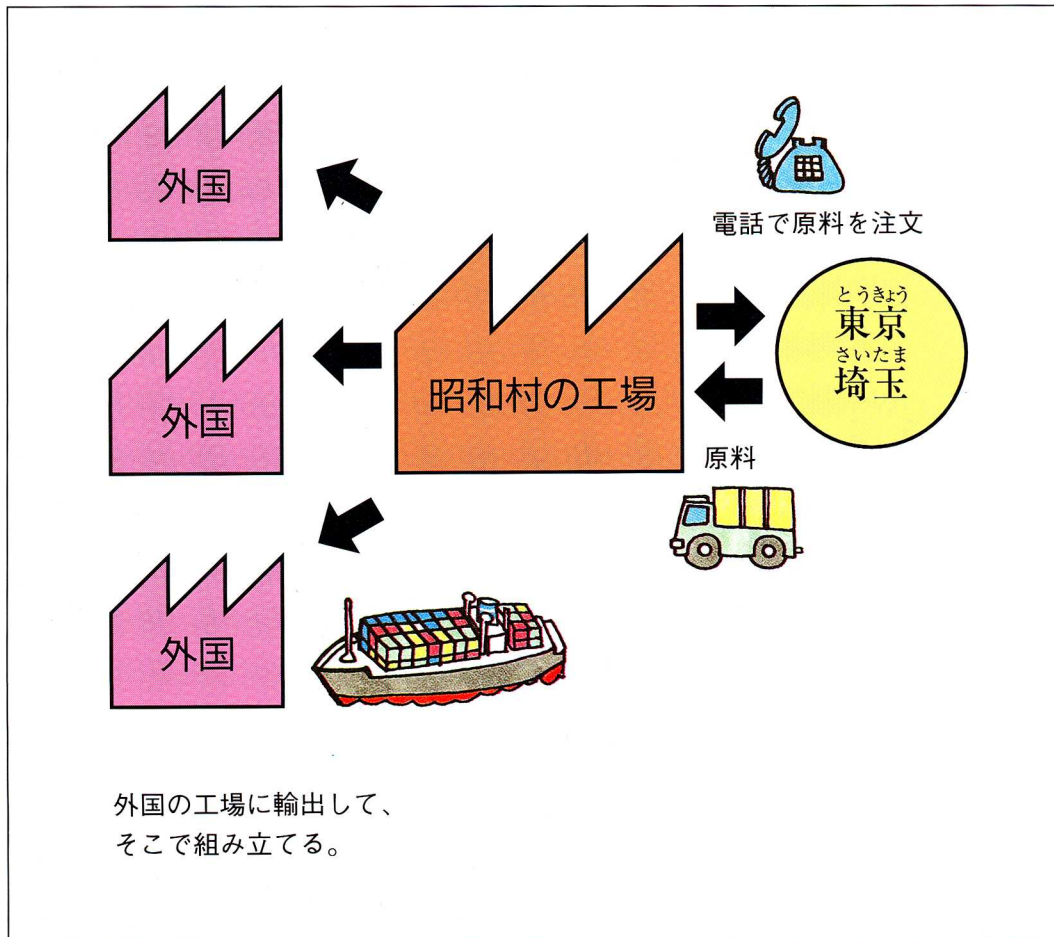 外国
電話で原料を注文
とうきょう
東京
さいたま
埼玉
外国
昭和村の工場
原料
外国
外国の工場に輸出して、
そこで組み立てる。